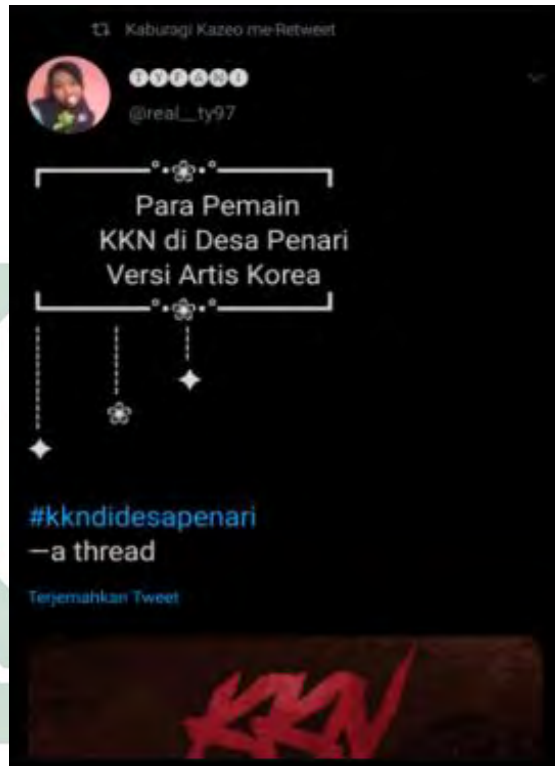 Kaburagi Kazeo me-Retweet
🅣🅨🅕🅐🅝🅘
@real__ty97
Para Pemain
KKN di Desa Penari
Versi Artis Korea
#kkndidesapenari
—a thread
Terjemahkan Tweet
KKN